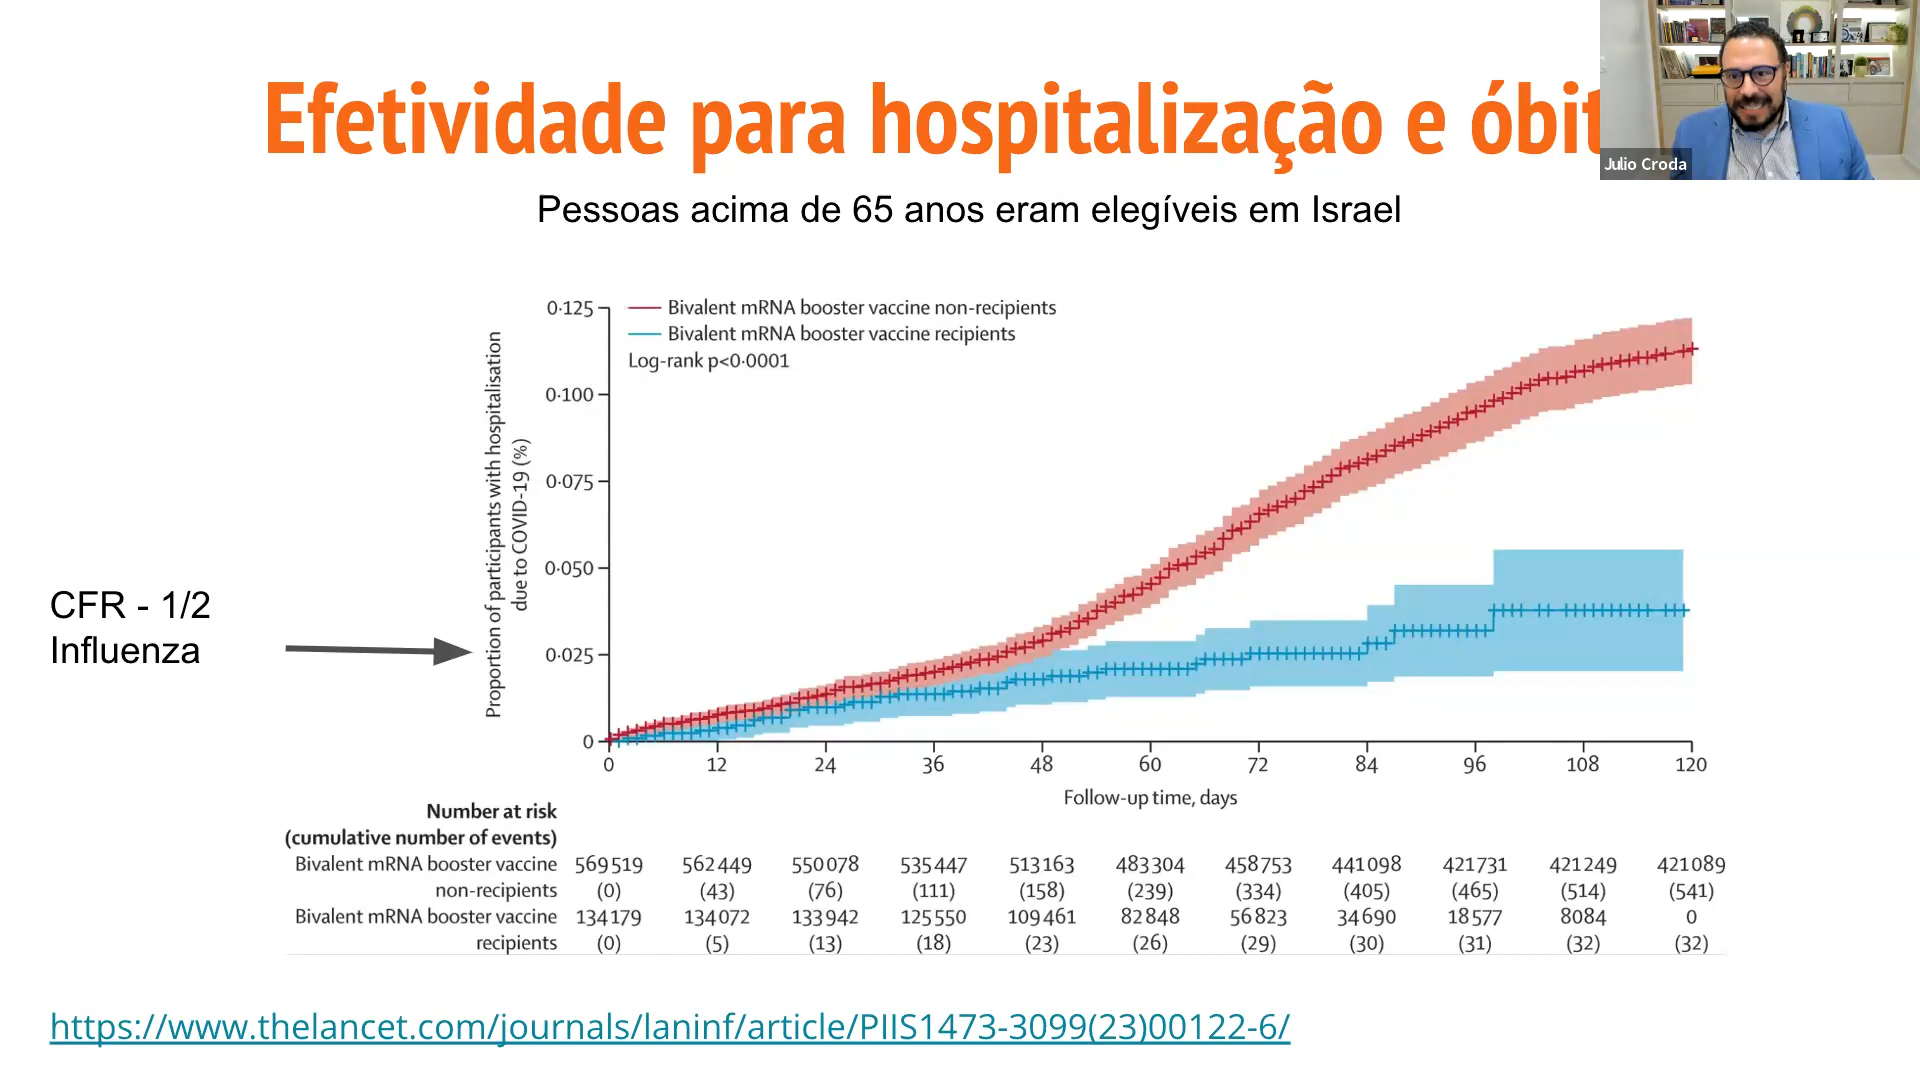 Efetividade para hospitalização e óbit
Julio Croda
Pessoas acima de 65 anos eram elegíveis em Israel
CFR - 1/2
Influenza
Proportion of participants with hospitalisation
due to COVID-19 (%)
0·125
0·100
0·075
0·050
0·025
0
Bivalent mRNA booster vaccine non-recipients
Bivalent mRNA booster vaccine recipients
Log-rank p<0·0001
0 12 24 36 48 60 72 84 96 108 120
Follow-up time, days
Number at risk
(cumulative number of events)
Bivalent mRNA booster vaccine 569519 562449 550078 535447 513163 483304 458753 441098 421731 421249 421089
non-recipients (0) (43) (76) (111) (158) (239) (334) (405) (465) (514) (541)
Bivalent mRNA booster vaccine 134179 134072 133942 125550 109461 82848 56823 34690 18577 8084 0
recipients (0) (5) (13) (18) (23) (26) (29) (30) (31) (32) (32)
https://www.thelancet.com/journals/laninf/article/PIIS1473-3099(23)00122-6/